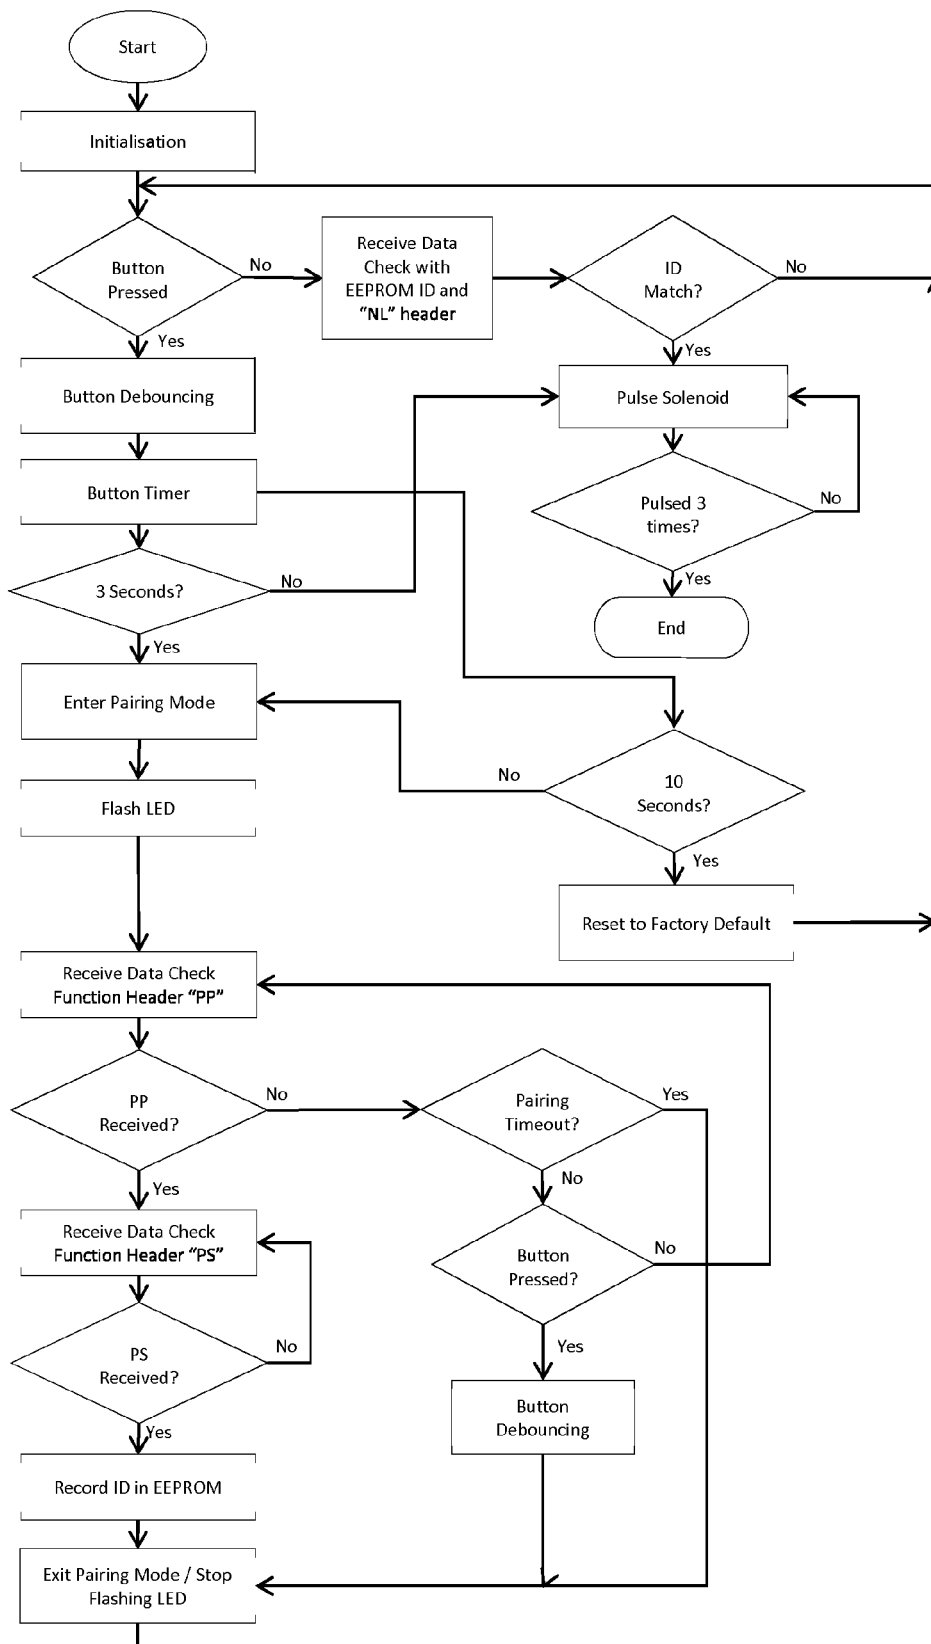 Start
Initialisation
Button
Pressed
No
Yes
Receive Data
Check with
EEPROM ID and
“NL” header
ID
Match?
No
Yes
Button Debouncing
Pulse Solenoid
Button Timer
Pulsed 3
times?
No
Yes
3 Seconds?
No
Yes
End
Enter Pairing Mode
10
Seconds?
No
Yes
Flash LED
Reset to Factory Default
Receive Data Check
Function Header “PP”
PP
Received?
No
Yes
Pairing
Timeout?
Yes
No
Receive Data Check
Function Header “PS”
Button
Pressed?
No
Yes
PS
Received?
No
Yes
Button
Debouncing
Record ID in EEPROM
Exit Pairing Mode / Stop
Flashing LED